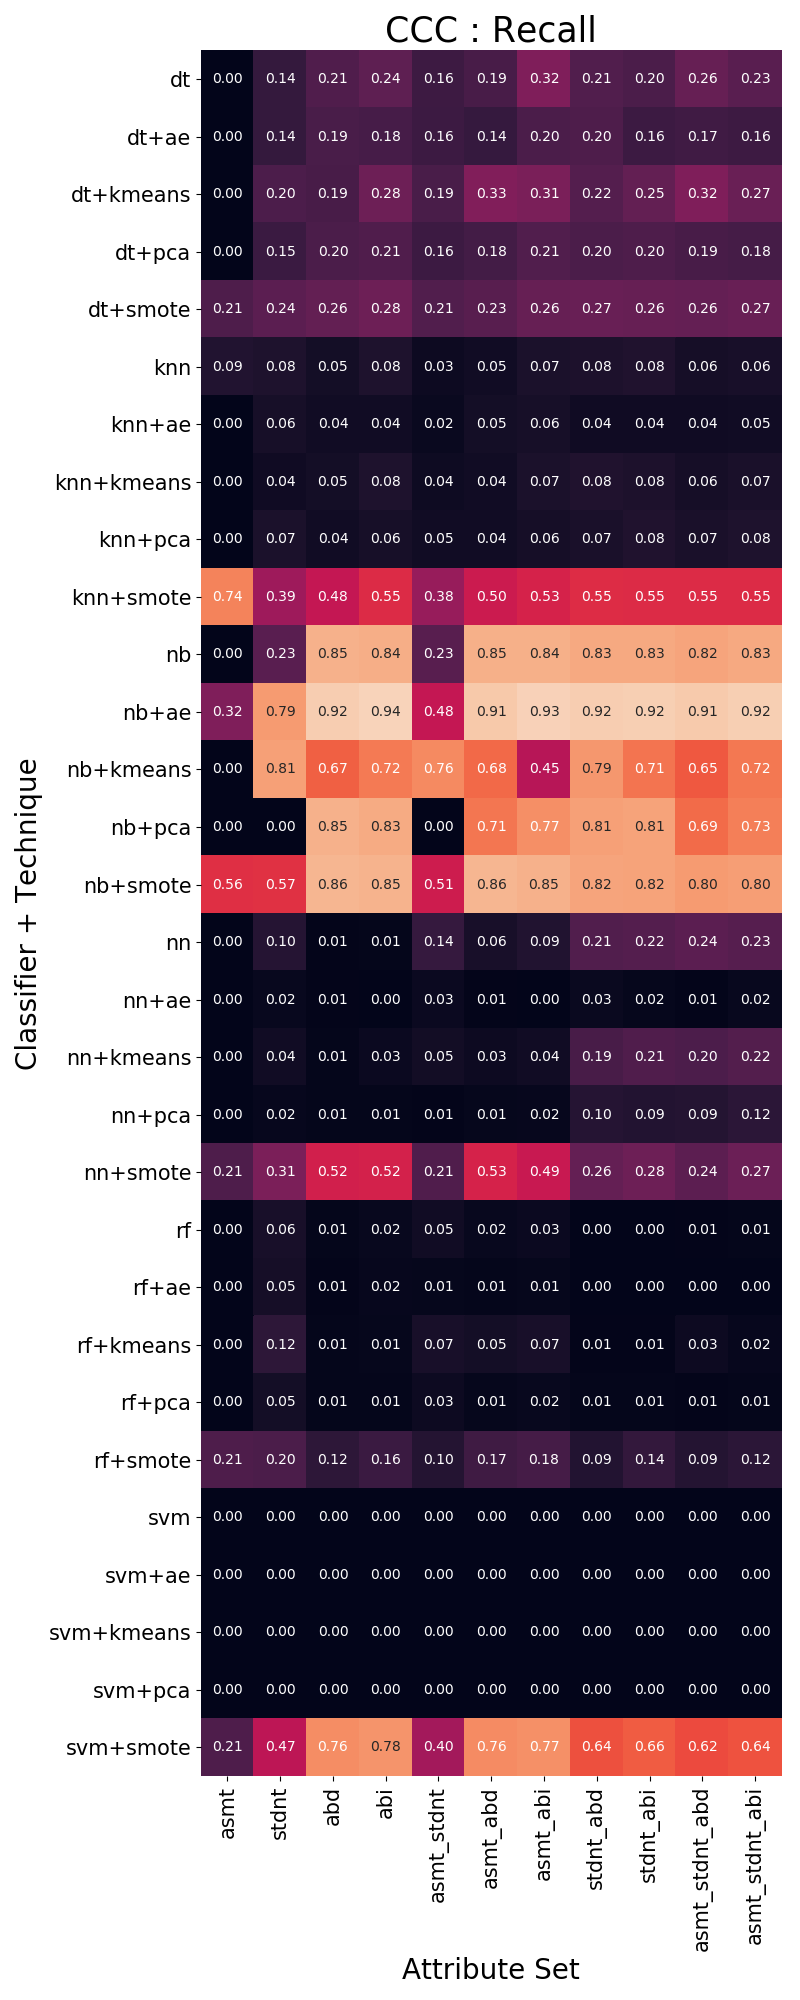 CCC : Recall
Classifier + Technique
dt 0.00 0.14 0.21 0.24 0.16 0.19 0.32 0.21 0.20 0.26 0.23
dt+ae 0.00 0.14 0.19 0.18 0.16 0.14 0.20 0.20 0.16 0.17 0.16
dt+kmeans 0.00 0.20 0.19 0.28 0.19 0.33 0.31 0.22 0.25 0.32 0.27
dt+pca 0.00 0.15 0.20 0.21 0.16 0.18 0.21 0.20 0.20 0.19 0.18
dt+smote 0.21 0.24 0.26 0.28 0.21 0.23 0.26 0.27 0.26 0.26 0.27
knn 0.09 0.08 0.05 0.08 0.03 0.05 0.07 0.08 0.08 0.06 0.06
knn+ae 0.00 0.06 0.04 0.04 0.02 0.05 0.06 0.04 0.04 0.04 0.05
knn+kmeans 0.00 0.04 0.05 0.08 0.04 0.04 0.07 0.08 0.08 0.06 0.07
knn+pca 0.00 0.07 0.04 0.06 0.05 0.04 0.06 0.07 0.08 0.07 0.08
knn+smote 0.74 0.39 0.48 0.55 0.38 0.50 0.53 0.55 0.55 0.55 0.55
nb 0.00 0.23 0.85 0.84 0.23 0.85 0.84 0.83 0.83 0.82 0.83
nb+ae 0.32 0.79 0.92 0.94 0.48 0.91 0.93 0.92 0.92 0.91 0.92
nb+kmeans 0.00 0.81 0.67 0.72 0.76 0.68 0.45 0.79 0.71 0.65 0.72
nb+pca 0.00 0.00 0.85 0.83 0.00 0.71 0.77 0.81 0.81 0.69 0.73
nb+smote 0.56 0.57 0.86 0.85 0.51 0.86 0.85 0.82 0.82 0.80 0.80
nn 0.00 0.10 0.01 0.01 0.14 0.06 0.09 0.21 0.22 0.24 0.23
nn+ae 0.00 0.02 0.01 0.00 0.03 0.01 0.00 0.03 0.02 0.01 0.02
nn+kmeans 0.00 0.04 0.01 0.03 0.05 0.03 0.04 0.19 0.21 0.20 0.22
nn+pca 0.00 0.02 0.01 0.01 0.01 0.01 0.02 0.10 0.09 0.09 0.12
nn+smote 0.21 0.31 0.52 0.52 0.21 0.53 0.49 0.26 0.28 0.24 0.27
rf 0.00 0.06 0.01 0.02 0.05 0.02 0.03 0.00 0.00 0.01 0.01
rf+ae 0.00 0.05 0.01 0.02 0.01 0.01 0.01 0.00 0.00 0.00 0.00
rf+kmeans 0.00 0.12 0.01 0.01 0.07 0.05 0.07 0.01 0.01 0.03 0.02
rf+pca 0.00 0.05 0.01 0.01 0.03 0.01 0.02 0.01 0.01 0.01 0.01
rf+smote 0.21 0.20 0.12 0.16 0.10 0.17 0.18 0.09 0.14 0.09 0.12
svm 0.00 0.00 0.00 0.00 0.00 0.00 0.00 0.00 0.00 0.00 0.00
svm+ae 0.00 0.00 0.00 0.00 0.00 0.00 0.00 0.00 0.00 0.00 0.00
svm+kmeans 0.00 0.00 0.00 0.00 0.00 0.00 0.00 0.00 0.00 0.00 0.00
svm+pca 0.00 0.00 0.00 0.00 0.00 0.00 0.00 0.00 0.00 0.00 0.00
svm+smote 0.21 0.47 0.76 0.78 0.40 0.76 0.77 0.64 0.66 0.62 0.64
asmt stdnt abd abi asmt_stdnt asmt_abd asmt_abi stdnt_abd stdnt_abi asmt_stdnt_abd asmt_stdnt_abi
Attribute Set